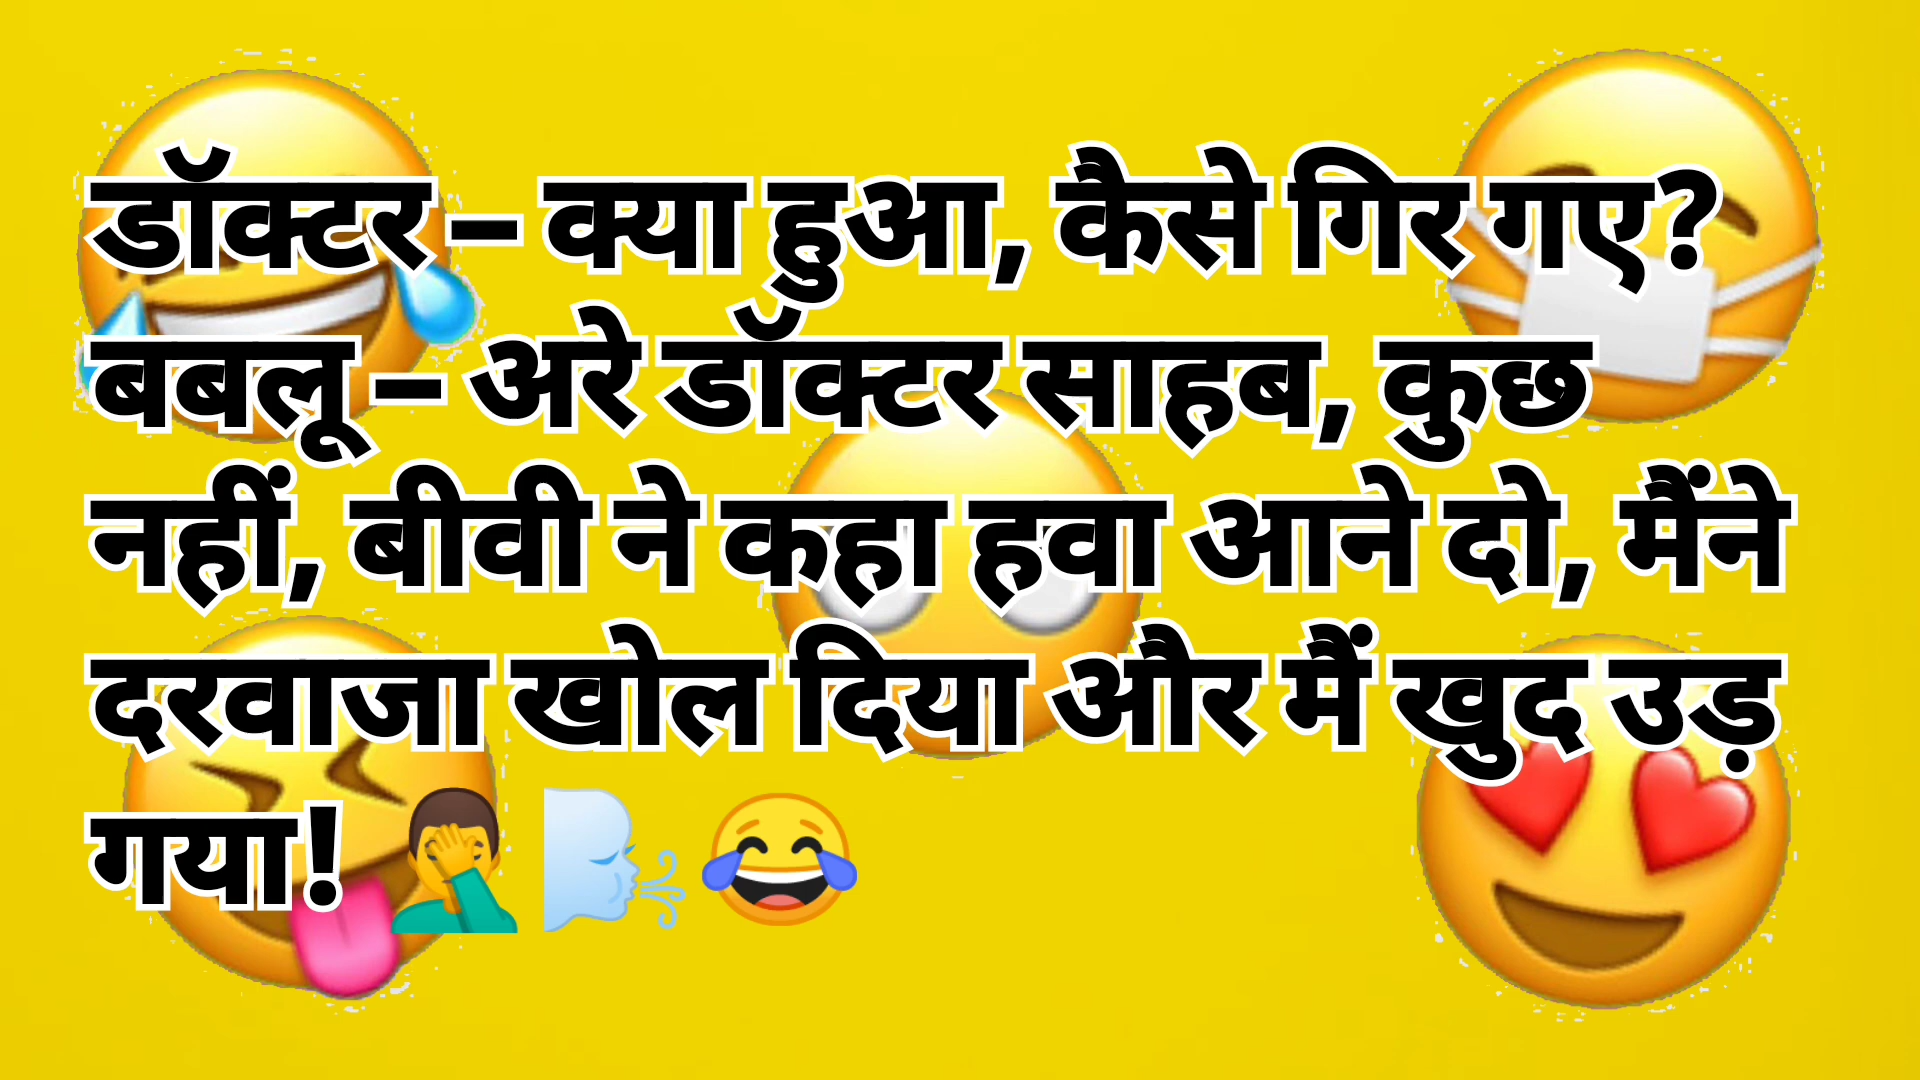 डॉक्टर – क्या हुआ, कैसे गिर गए?
बबलू – अरे डॉक्टर साहब, कुछ
नहीं, बीवी ने कहा हवा आने दो, मैंने
दरवाजा खोल दिया और मैं खुद उड़
गया! 🤦‍♂️🌬️😂